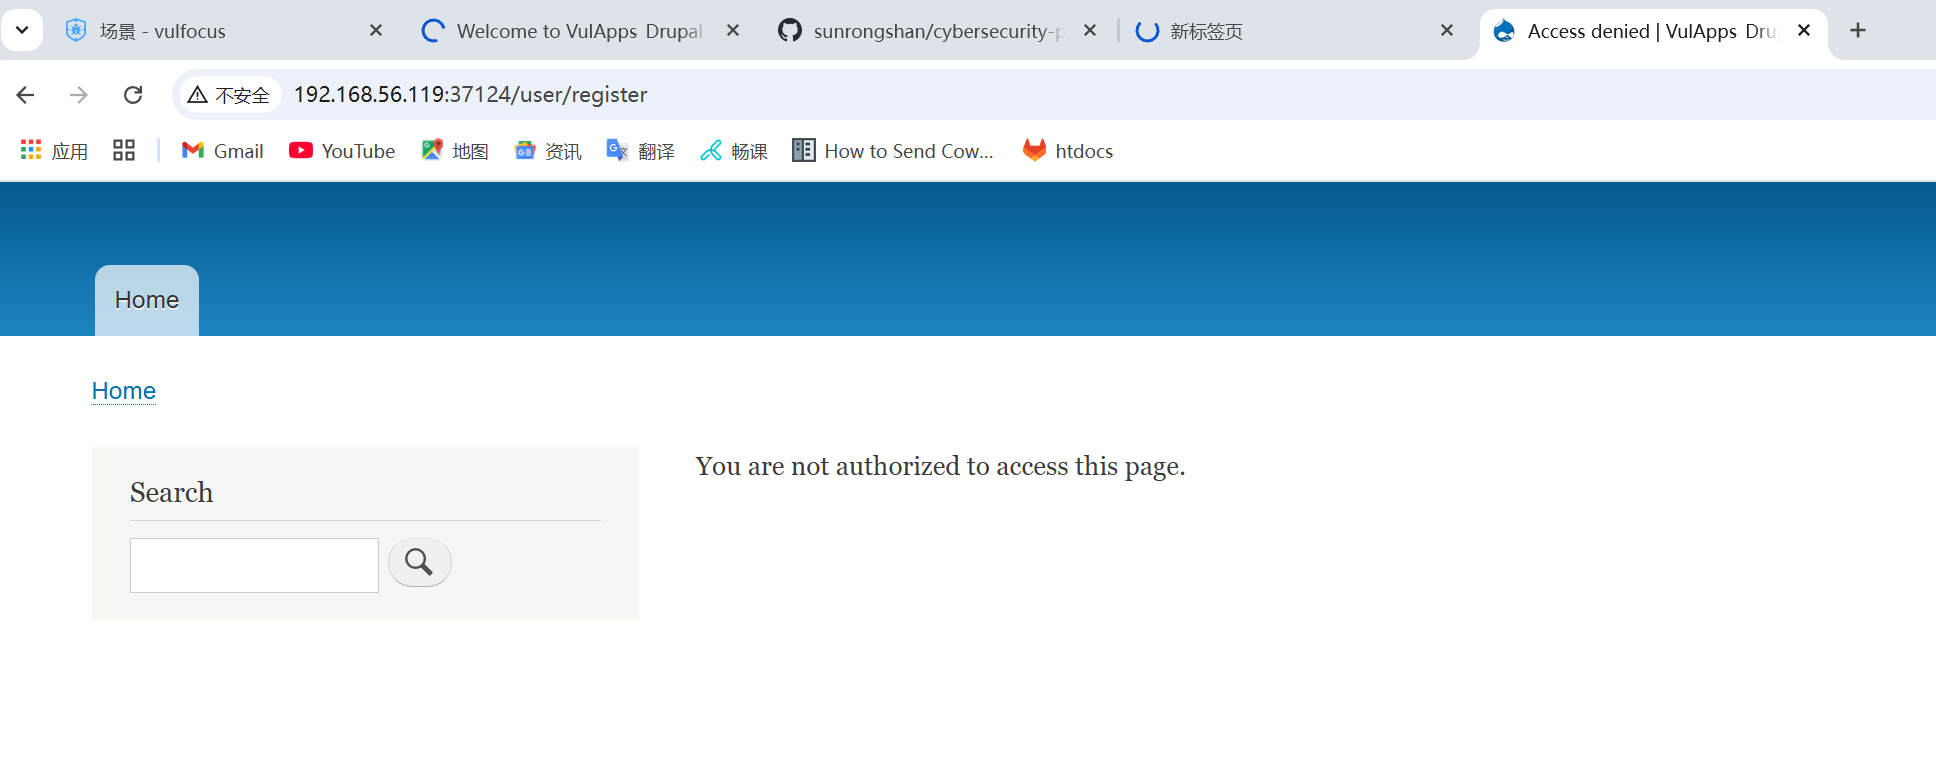 场景 - vulfocus
Welcome to VulApps Drupal
sunrongshan/cybersecurity-p
新标签页
Access denied | VulApps Dru
不安全
192.168.56.119:37124/user/register
应用
Gmail
YouTube
地图
资讯
翻译
畅课
How to Send Cow...
htdocs
Home
Home
Search
You are not authorized to access this page.